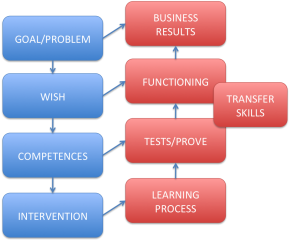 GOAL/PROBLEM
BUSINESS
RESULTS
WISH
FUNCTIONING
TRANSFER
SKILLS
COMPETENCES
TESTS/PROVE
INTERVENTION
LEARNING
PROCESS